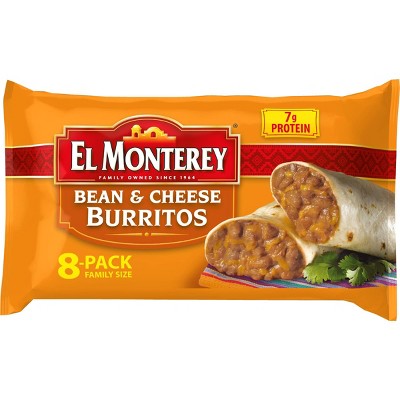 7g
PROTEIN
EL MONTEREY
FAMILY OWNED SINCE 1964
BEAN & CHEESE
BURRITOS
8-PACK
FAMILY SIZE